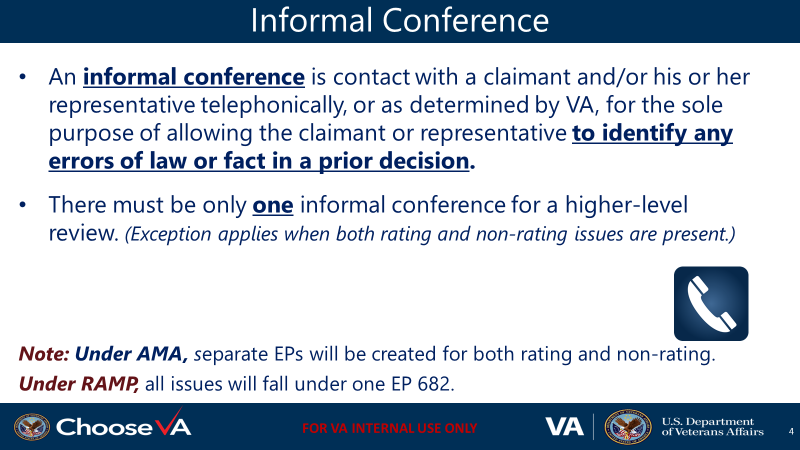 Informal Conference
• An informal conference is contact with a claimant and/or his or her
representative telephonically, or as determined by VA, for the sole
purpose of allowing the claimant or representative to identify any
errors of law or fact in a prior decision.
• There must be only one informal conference for a higher-level
review. (Exception applies when both rating and non-rating issues are present.)
Note: Under AMA, separate EPs will be created for both rating and non-rating.
Under RAMP, all issues will fall under one EP 682.
ChooseVA
FOR VA INTERNAL USE ONLY
VA
U.S. Department
of Veterans Affairs
4